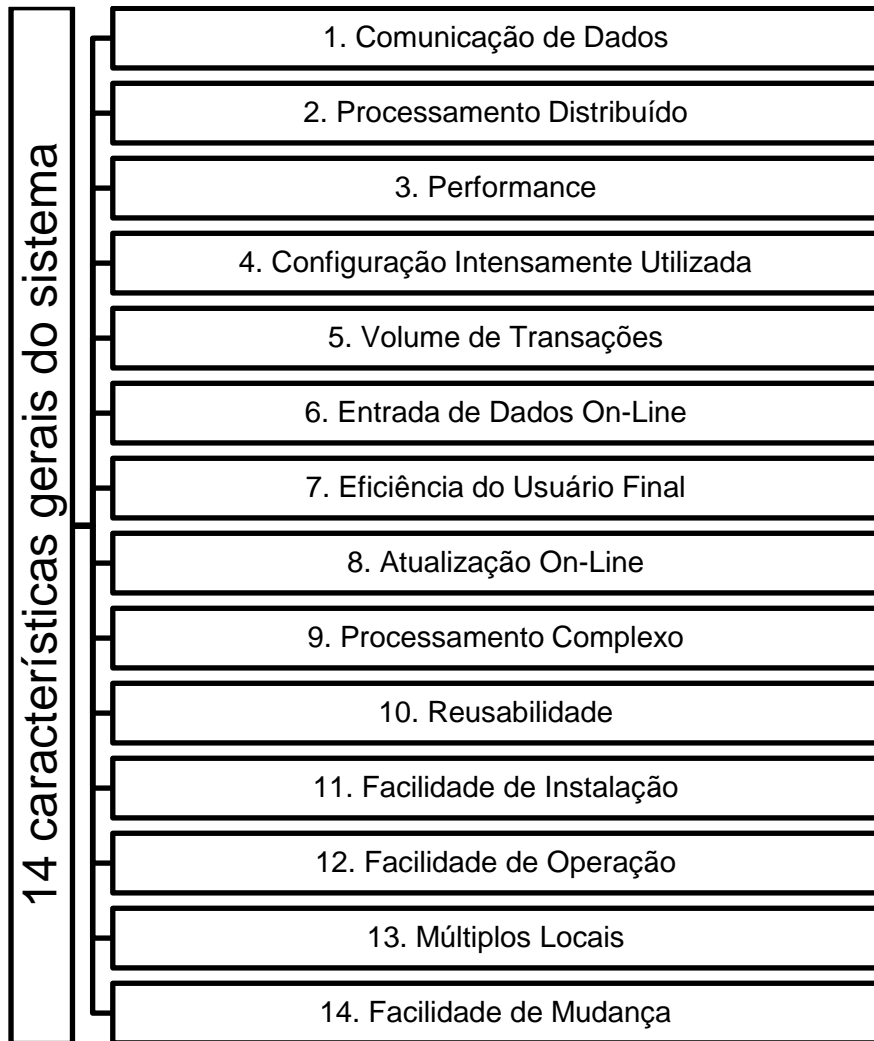 14 características gerais do sistema
1. Comunicação de Dados
2. Processamento Distribuído
3. Performance
4. Configuração Intensamente Utilizada
5. Volume de Transações
6. Entrada de Dados On-Line
7. Eficiência do Usuário Final
8. Atualização On-Line
9. Processamento Complexo
10. Reusabilidade
11. Facilidade de Instalação
12. Facilidade de Operação
13. Múltiplos Locais
14. Facilidade de Mudança